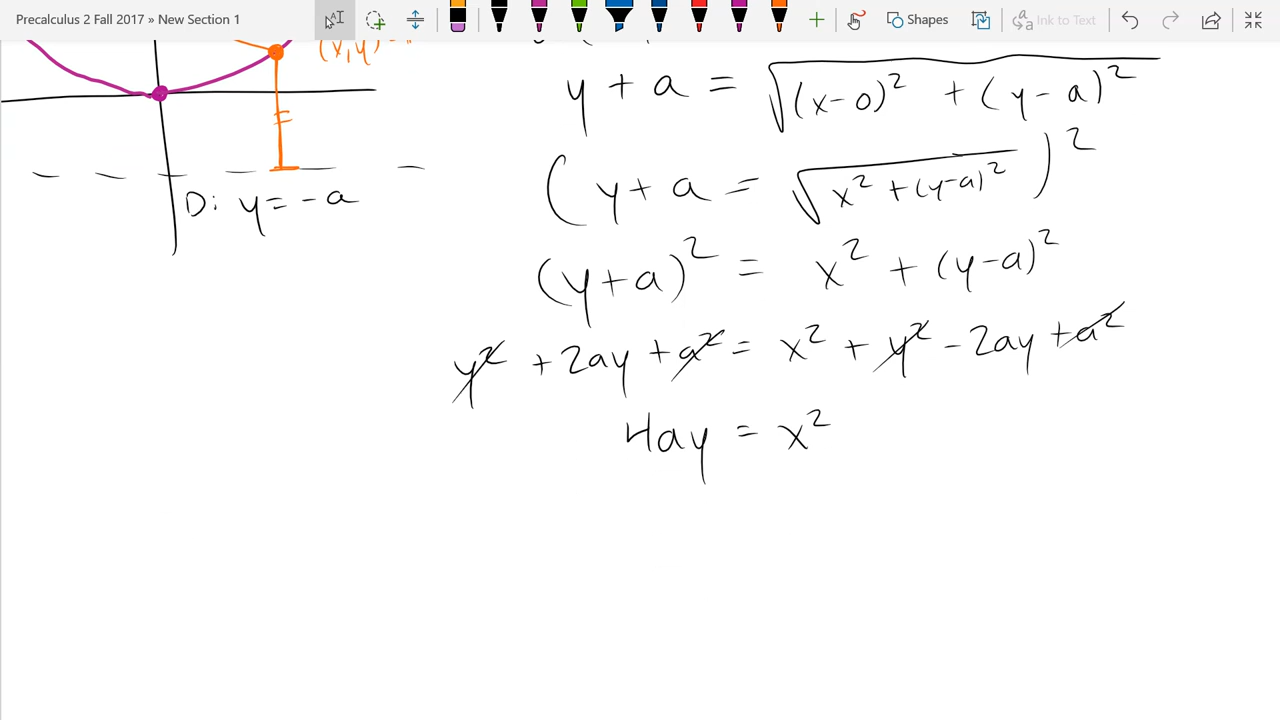 Precalculus 2 Fall 2017 » New Section 1
Shapes
Ink to Text
(x,y)
D: y = -a
y + a = √((x-0)² + (y-a)²)
(y + a = √(x² + (y-a)²))²
(y+a)² = x² + (y-a)²
y² + 2ay + a² = x² + y² - 2ay + a²
4ay = x²